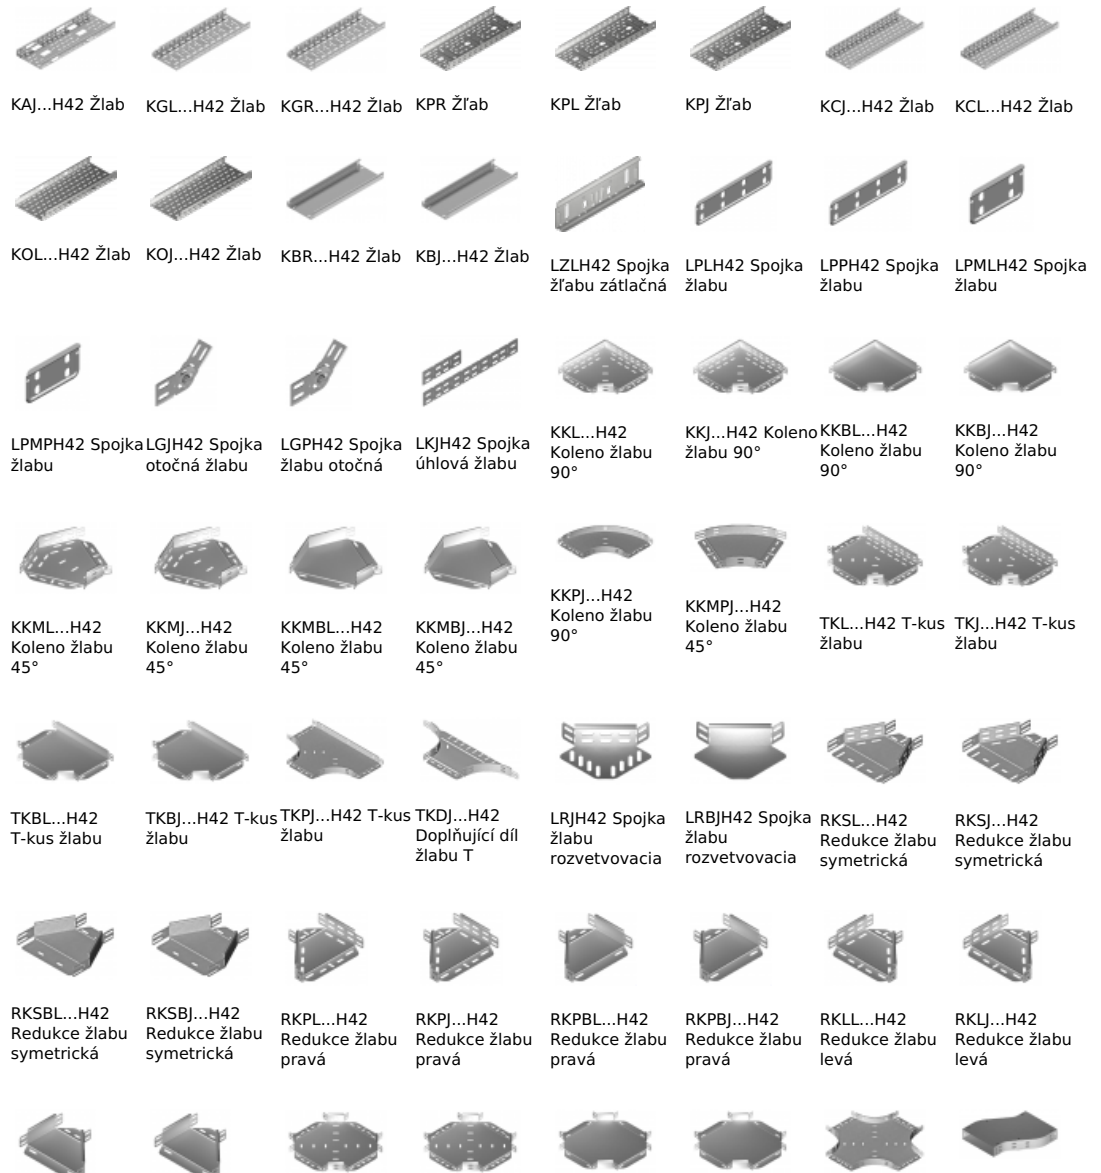 KAJ...H42 Žlab
KGL...H42 Žlab
KGR...H42 Žlab
KPR Žľab
KPL Žľab
KPJ Žľab
KCJ...H42 Žlab
KCL...H42 Žlab
KOL...H42 Žlab
KOJ...H42 Žlab
KBR...H42 Žlab
KBJ...H42 Žlab
LZLH42 Spojka
žľabu zátlačná
LPLH42 Spojka
žlabu
LPPH42 Spojka
žlabu
LPMLH42 Spojka
žlabu
LPMPH42 Spojka
žlabu
LGJH42 Spojka
otočná žlabu
LGPH42 Spojka
žlabu otočná
LKJH42 Spojka
úhlová žlabu
KKL...H42
Koleno žlabu
90°
KKJ...H42 Koleno
žlabu 90°
KKBL...H42
Koleno žlabu
90°
KKBJ...H42
Koleno žlabu
90°
KKML...H42
Koleno žlabu
45°
KKMJ...H42
Koleno žlabu
45°
KKMBL...H42
Koleno žlabu
45°
KKMBJ...H42
Koleno žlabu
45°
KKPJ...H42
Koleno žlabu
90°
KKMPJ...H42
Koleno žlabu
45°
TKL...H42 T-kus
žlabu
TKJ...H42 T-kus
žlabu
TKBL...H42
T-kus žlabu
TKBJ...H42 T-kus
žlabu
TKPJ...H42 T-kus
žlabu
TKDJ...H42
Doplňující díl
žlabu T
LRJH42 Spojka
žlabu
rozvetvovacia
LRBJH42 Spojka
žlabu
rozvetvovacia
RKSL...H42
Redukce žlabu
symetrická
RKSJ...H42
Redukce žlabu
symetrická
RKSBL...H42
Redukce žlabu
symetrická
RKSBJ...H42
Redukce žlabu
symetrická
RKPL...H42
Redukce žlabu
pravá
RKPJ...H42
Redukce žlabu
pravá
RKPBL...H42
Redukce žlabu
pravá
RKPBJ...H42
Redukce žlabu
pravá
RKLL...H42
Redukce žlabu
levá
RKLJ...H42
Redukce žlabu
levá